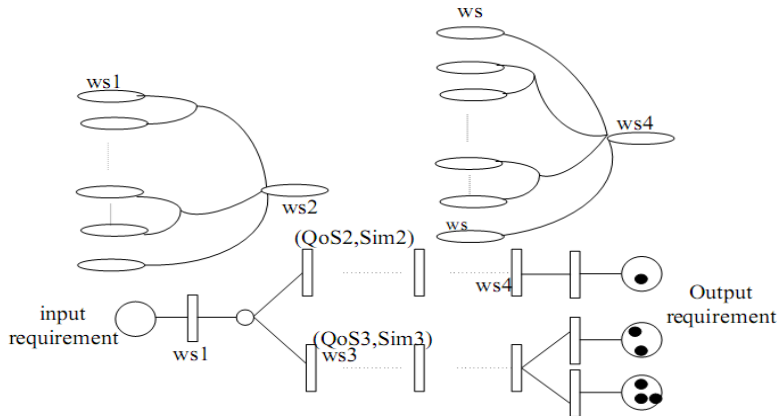 ws
ws1
ws4
ws2
ws
(QoS2,Sim2)
ws4
Output
requirement
input
requirement
(QoS3,Sim3)
ws1
ws3